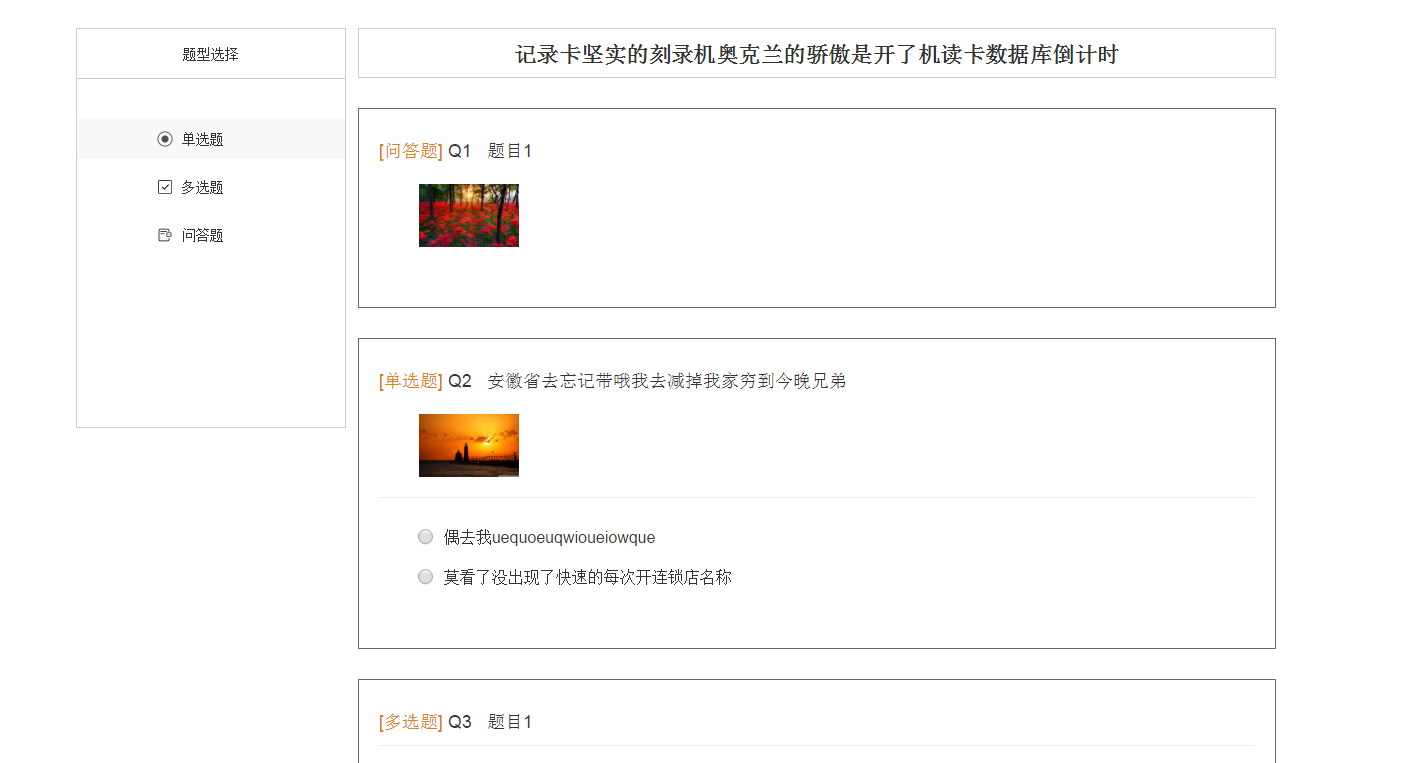 题型选择
单选题
多选题
问答题
记录卡坚实的刻录机奥克兰的骄傲是开了机读卡数据库倒计时
[问答题] Q1 题目1
[单选题] Q2 安徽省去忘记带哦我去减掉我家穷到今晚兄弟
偶去我uequoeuqwioueiowque
莫看了没出现了快速的每次开连锁店名称
[多选题] Q3 题目1